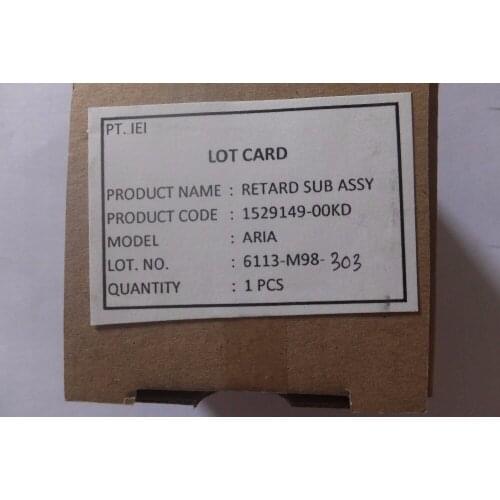 PT. IEI
LOT CARD
PRODUCT NAME : RETARD SUB ASSY
PRODUCT CODE : 1529149-00KD
MODEL : ARIA
LOT. NO. : 6113-M98-303
QUANTITY : 1 PCS